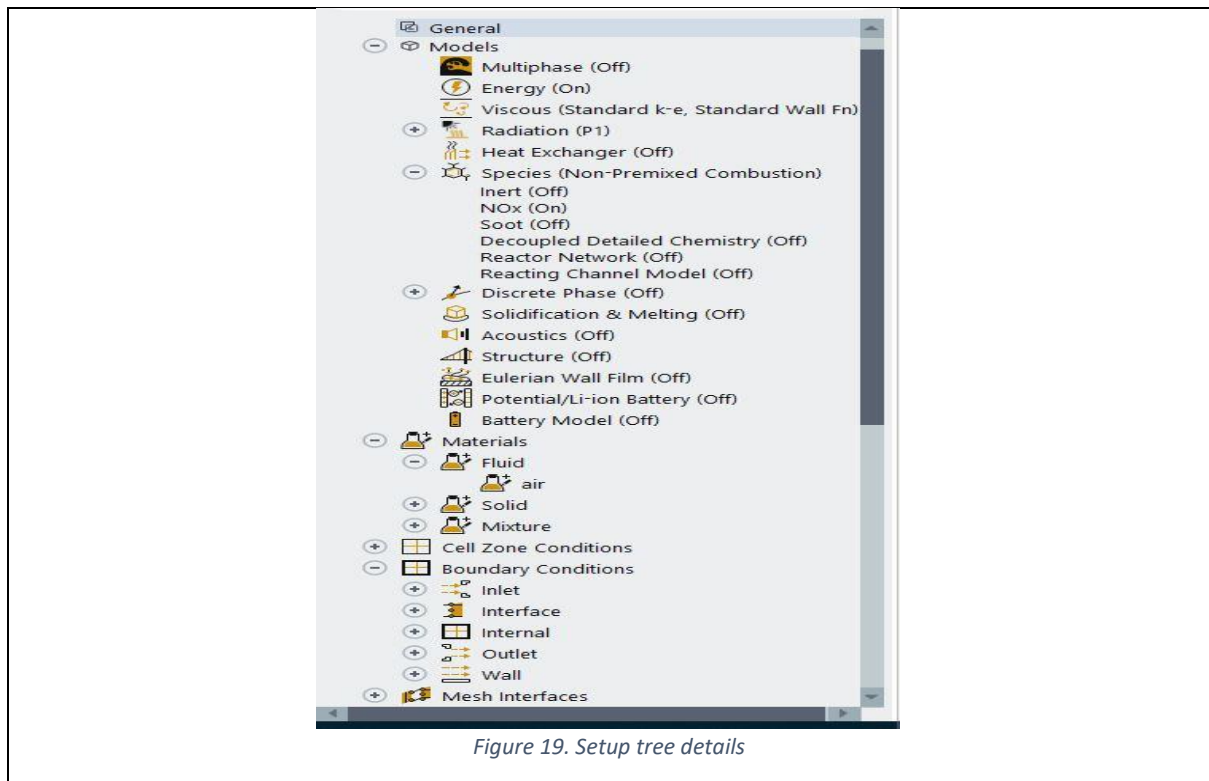 General
Models
Multiphase (Off)
Energy (On)
Viscous (Standard k-e, Standard Wall Fn)
Radiation (P1)
Heat Exchanger (Off)
Species (Non-Premixed Combustion)
Inert (Off)
NOx (On)
Soot (Off)
Decoupled Detailed Chemistry (Off)
Reactor Network (Off)
Reacting Channel Model (Off)
Discrete Phase (Off)
Solidification & Melting (Off)
Acoustics (Off)
Structure (Off)
Eulerian Wall Film (Off)
Potential/Li-ion Battery (Off)
Battery Model (Off)
Materials
Fluid
air
Solid
Mixture
Cell Zone Conditions
Boundary Conditions
Inlet
Interface
Internal
Outlet
Wall
Mesh Interfaces
Figure 19. Setup tree details